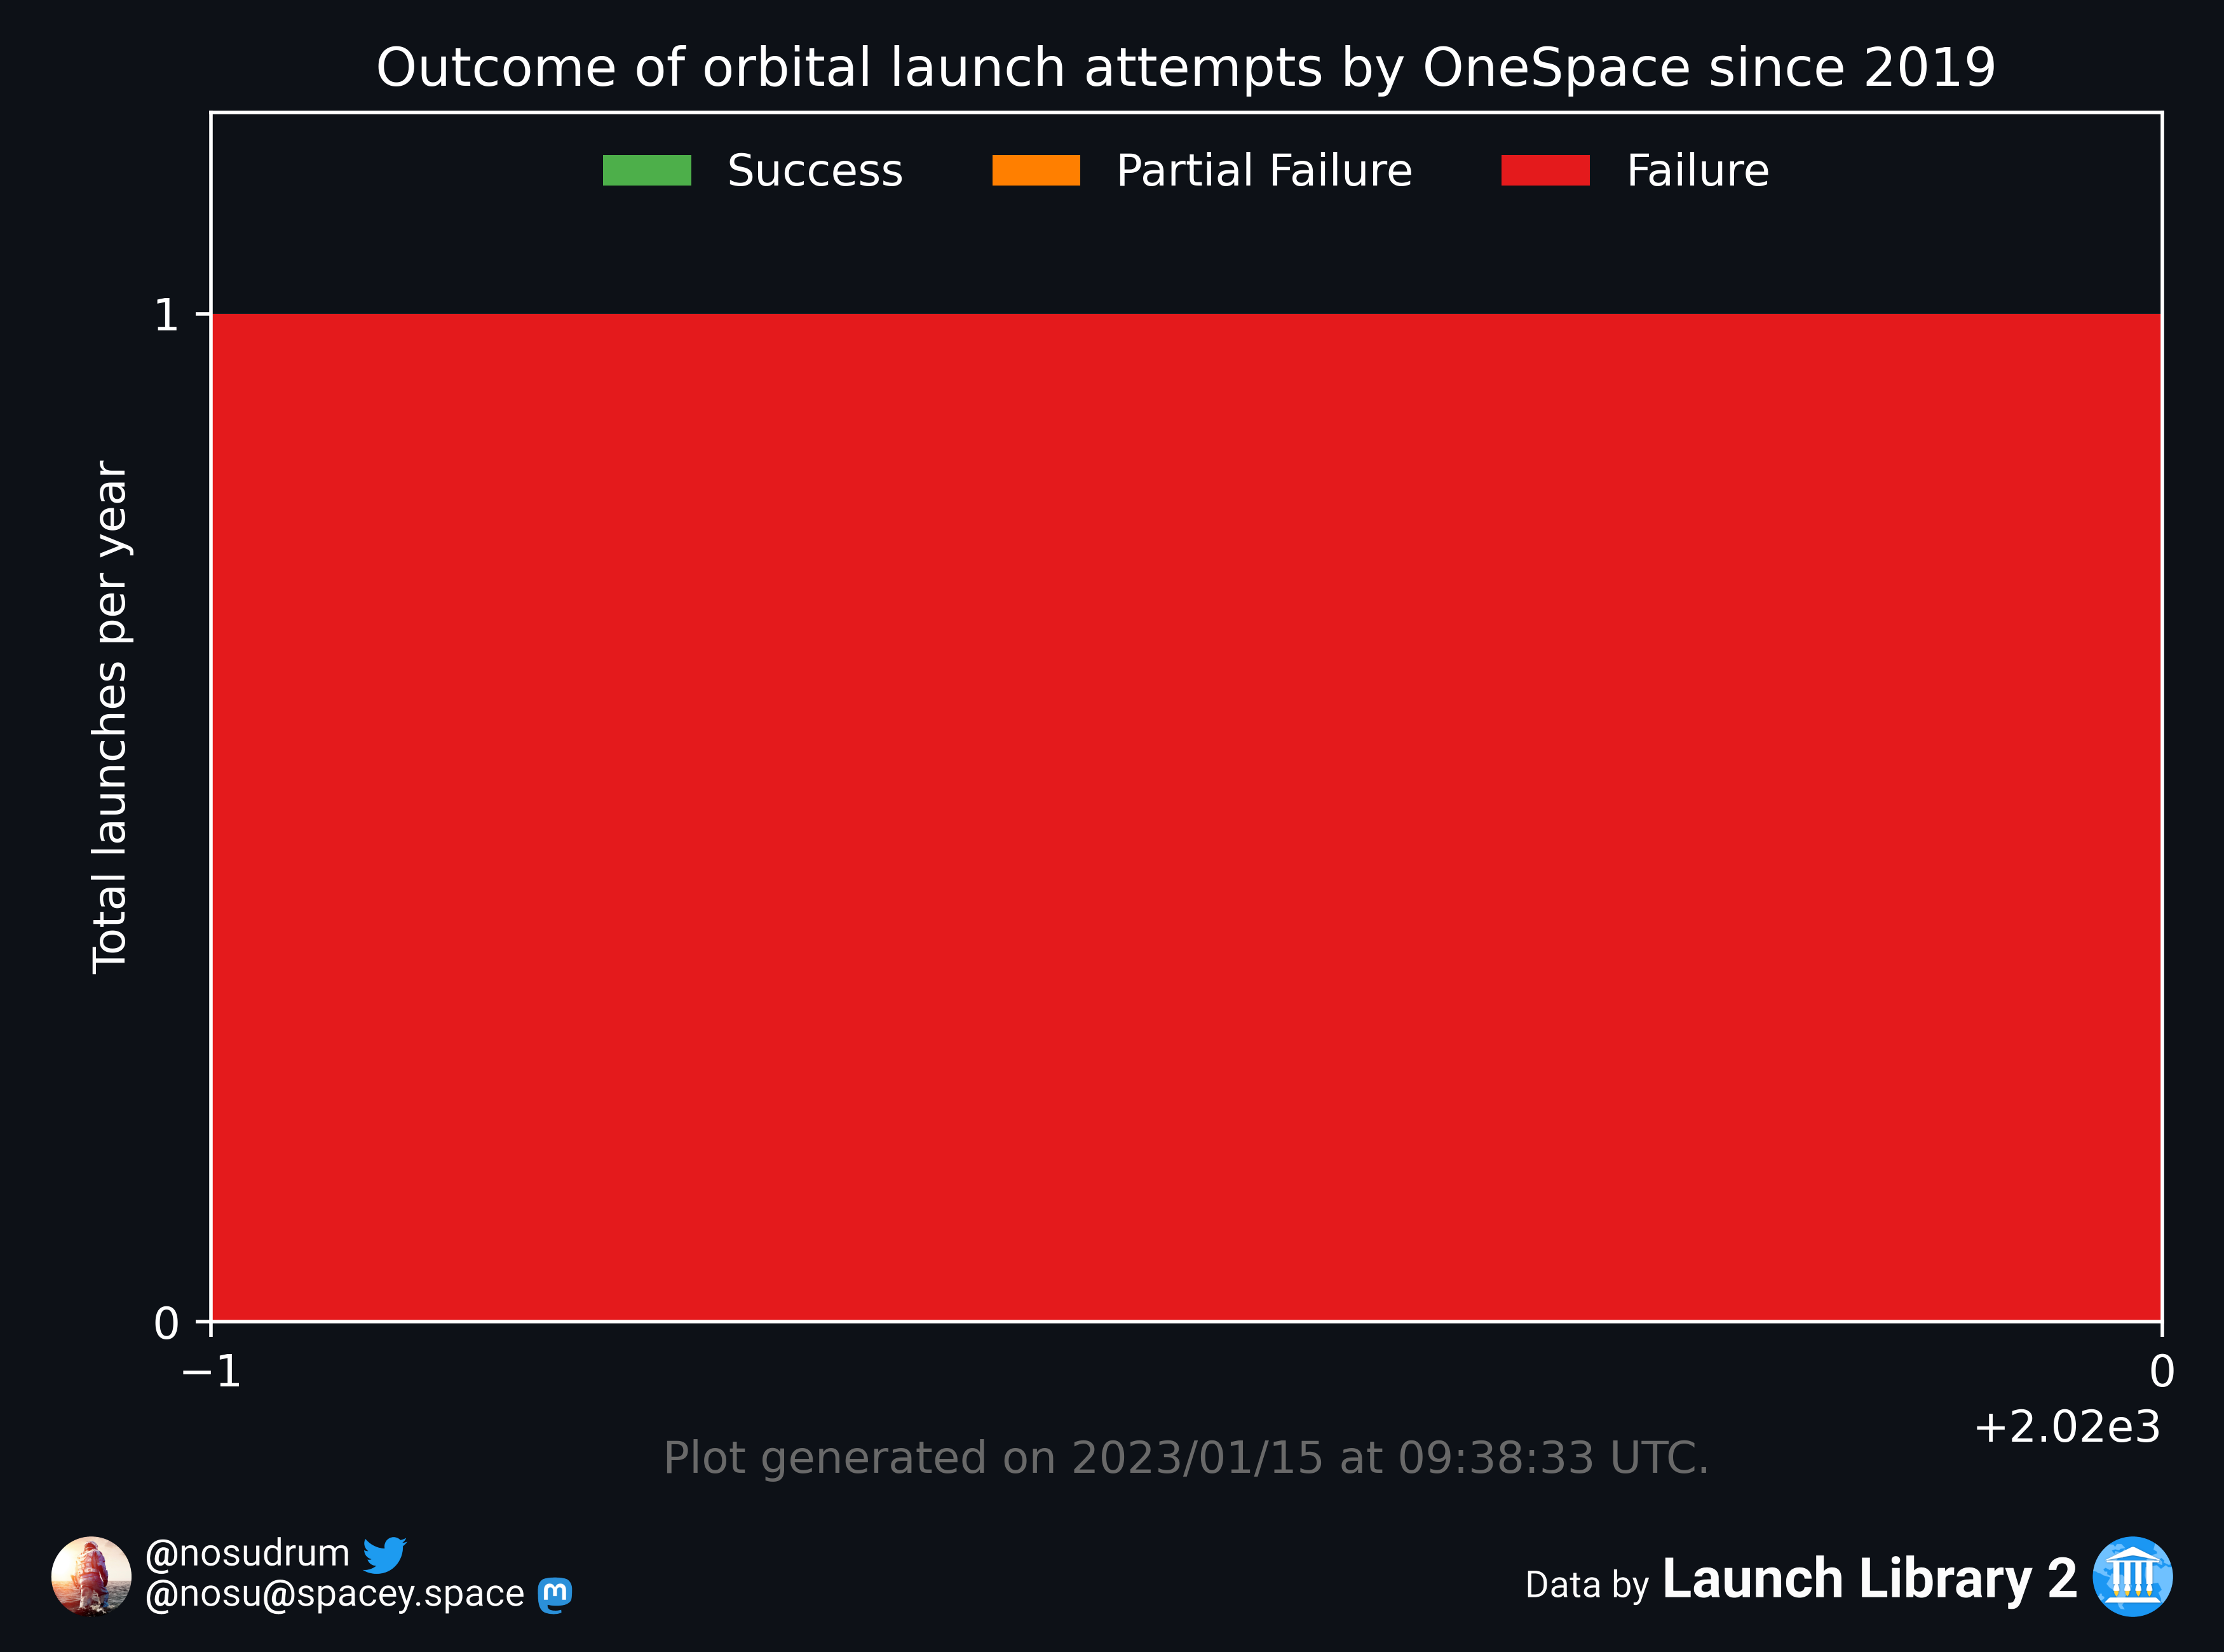 Outcome of orbital launch attempts by OneSpace since 2019
Success Partial Failure Failure
Total launches per year
1
0
−1 0
+2.02e3
Plot generated on 2023/01/15 at 09:38:33 UTC.
@nosudrum
@nosu@spacey.space
Data by Launch Library 2